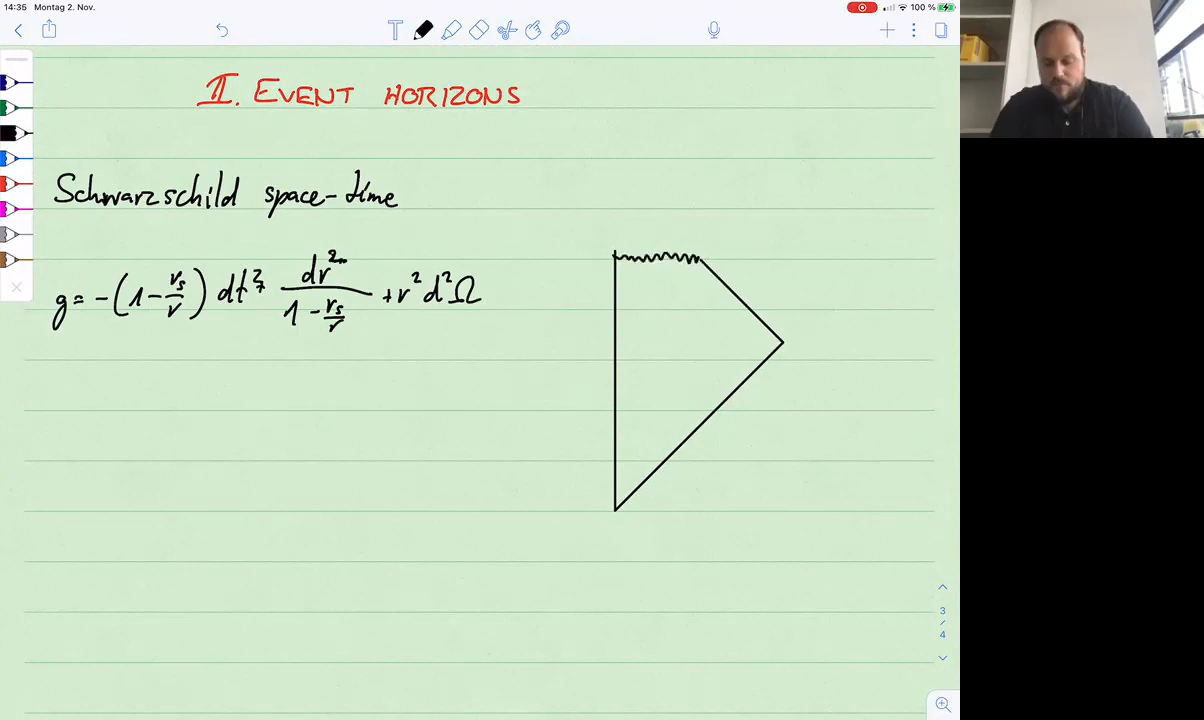 14:35 Montag 2. Nov.
100 %
II. EVENT HORIZONS
Schwarzschild space-time
g = -(1 - r_s/r) dt² + dr²/(1 - r_s/r) + r² d²Ω
3
/
4